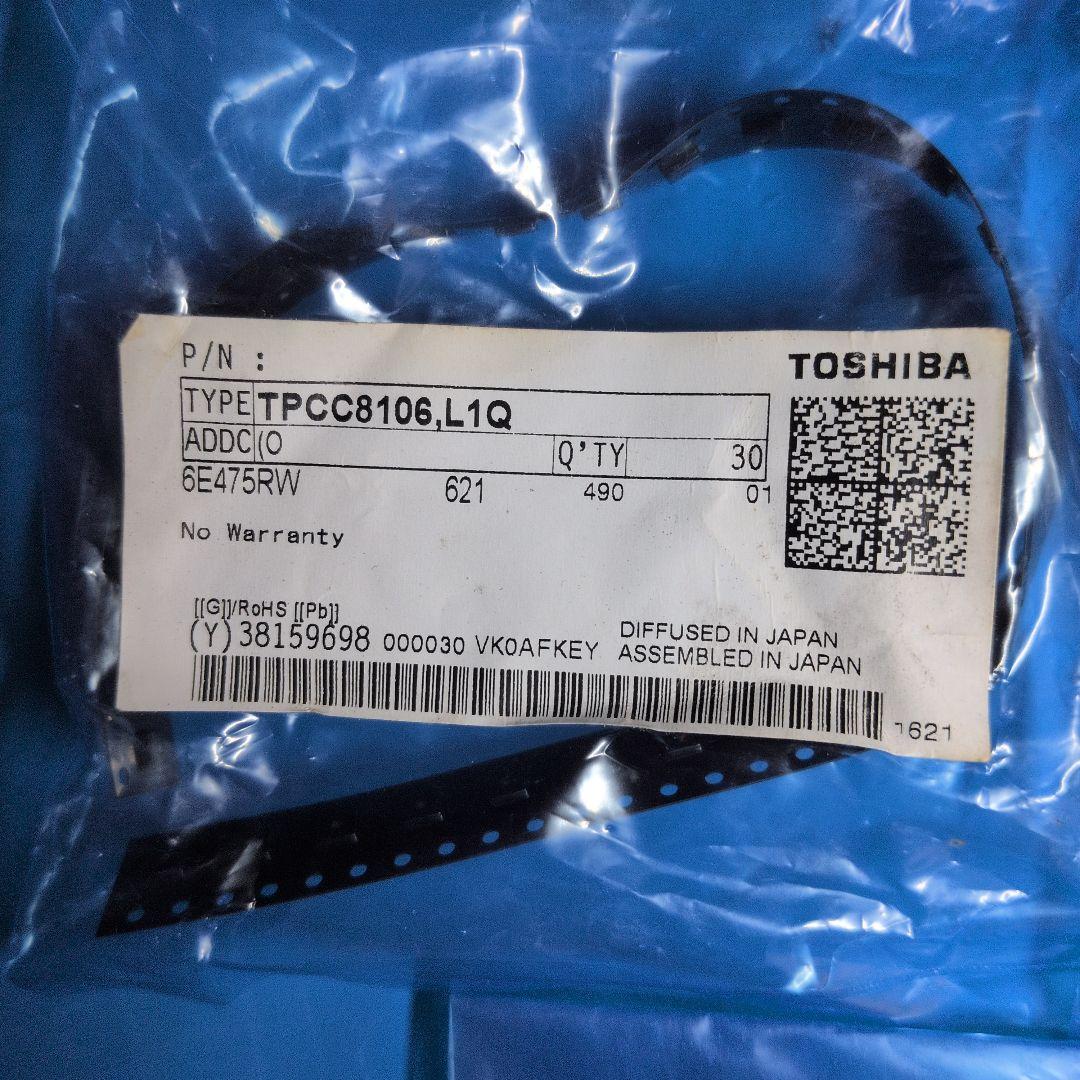 P/N :
TOSHIBA
TYPE TPCC8106,L1Q
ADDC (O Q'TY 30
6E475RW 621 490 01
No Warranty
[[G]]/RoHS [[Pb]]
(Y)38159698 000030 VK0AFKEY
DIFFUSED IN JAPAN
ASSEMBLED IN JAPAN
1621